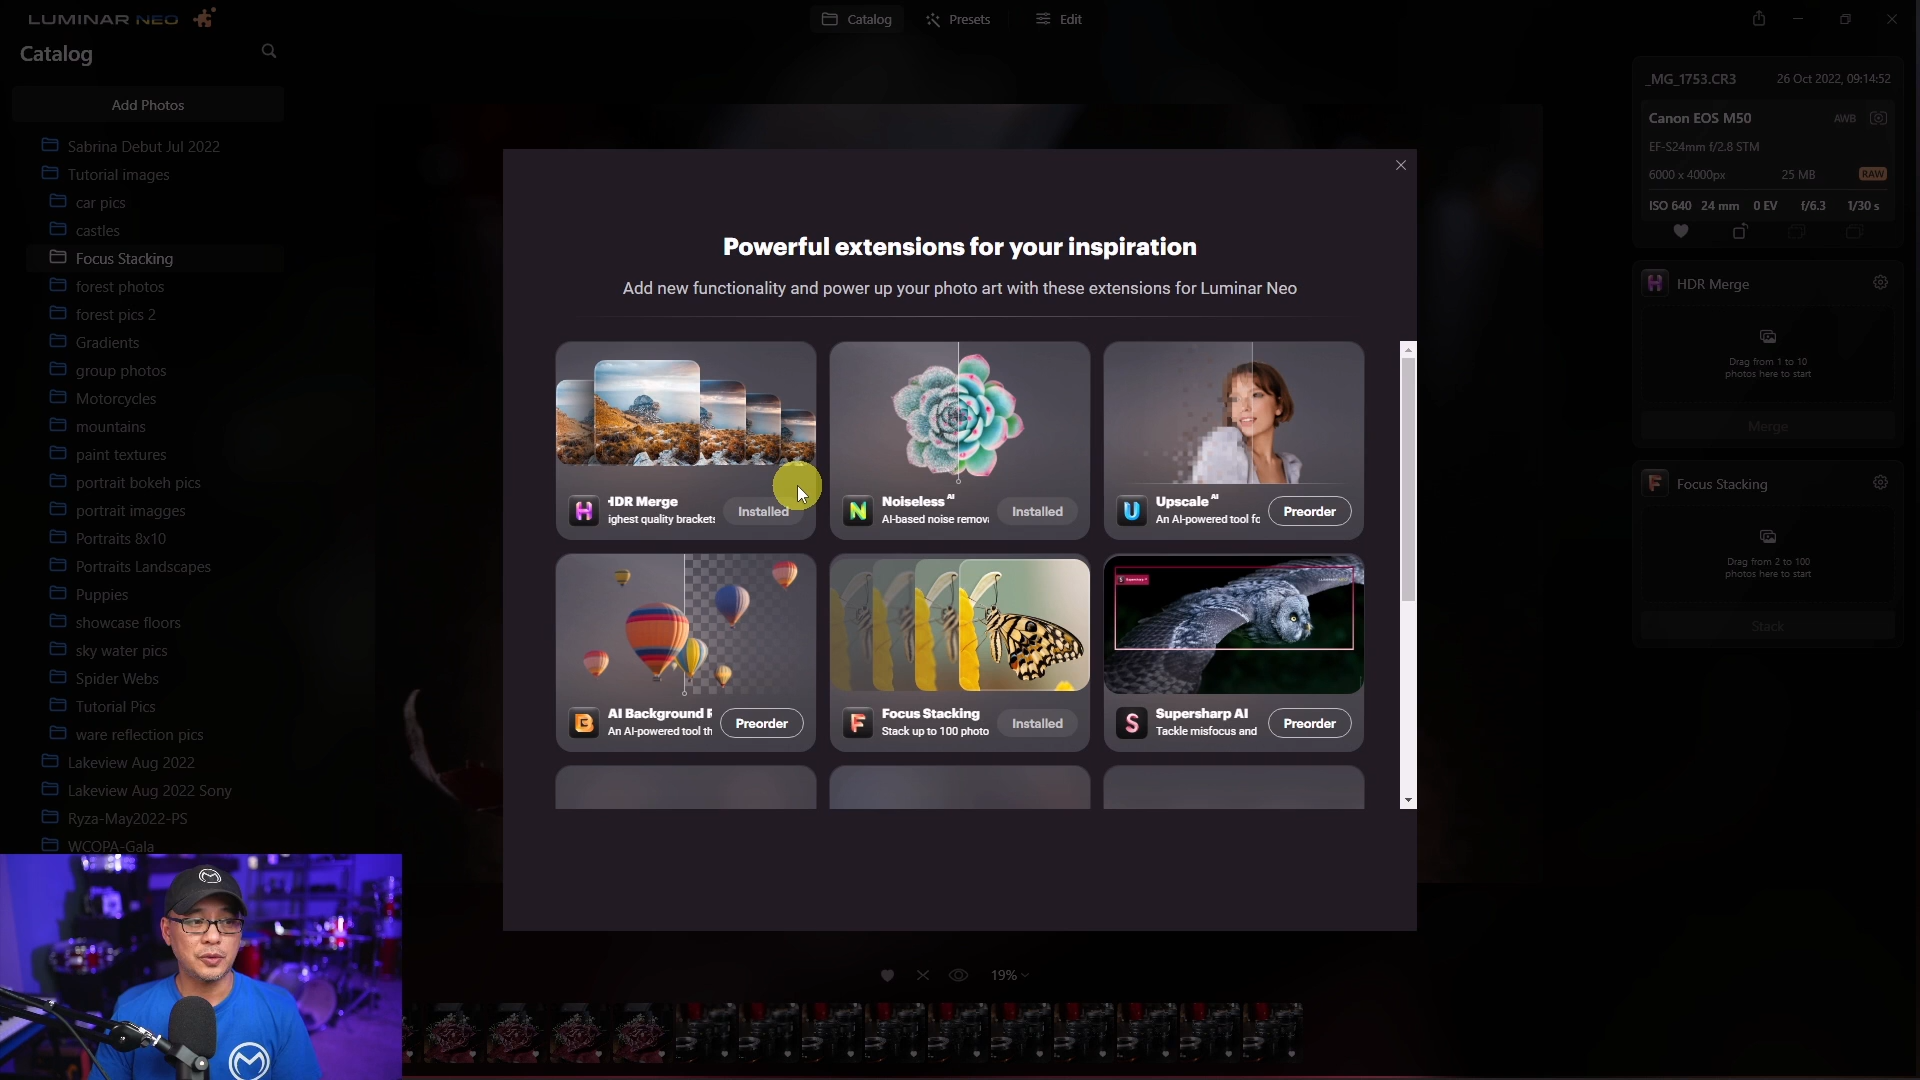 LUMINAR NEO
Catalog
Presets
Edit
Catalog
Add Photos
Sabrina Debut Jul 2022
Tutorial images
car pics
castles
Focus Stacking
forest photos
forest pics 2
Gradients
group photos
Motorcycles
mountains
paint textures
portrait bokeh pics
portrait imagges
Portraits 8x10
Portraits Landscapes
Puppies
showcase floors
sky water pics
Spider Webs
Tutorial Pics
ware reflection pics
Lakeview Aug 2022
Lakeview Aug 2022 Sony
Ryza-May2022-PS
WCOPA-Gala
Powerful extensions for your inspiration
Add new functionality and power up your photo art with these extensions for Luminar Neo
H
HDR Merge
ighest quality brackets
Installed
N
Noiseless AI
AI-based noise remov
Installed
U
Upscale AI
An AI-powered tool fo
Preorder
B
AI Background R
An AI-powered tool th
Preorder
F
Focus Stacking
Stack up to 100 photo
Installed
S
Supersharp AI
Tackle misfocus and
Preorder
19%
_MG_1753.CR3
26 Oct 2022, 09:14:52
Canon EOS M50
AWB
EF-S24mm f/2.8 STM
6000 x 4000px
25 MB
RAW
ISO 640
24 mm
0 EV
f/6.3
1/30 s
H
HDR Merge
Drag from 1 to 10
photos here to start
Merge
F
Focus Stacking
Drag from 2 to 100
photos here to start
Stack